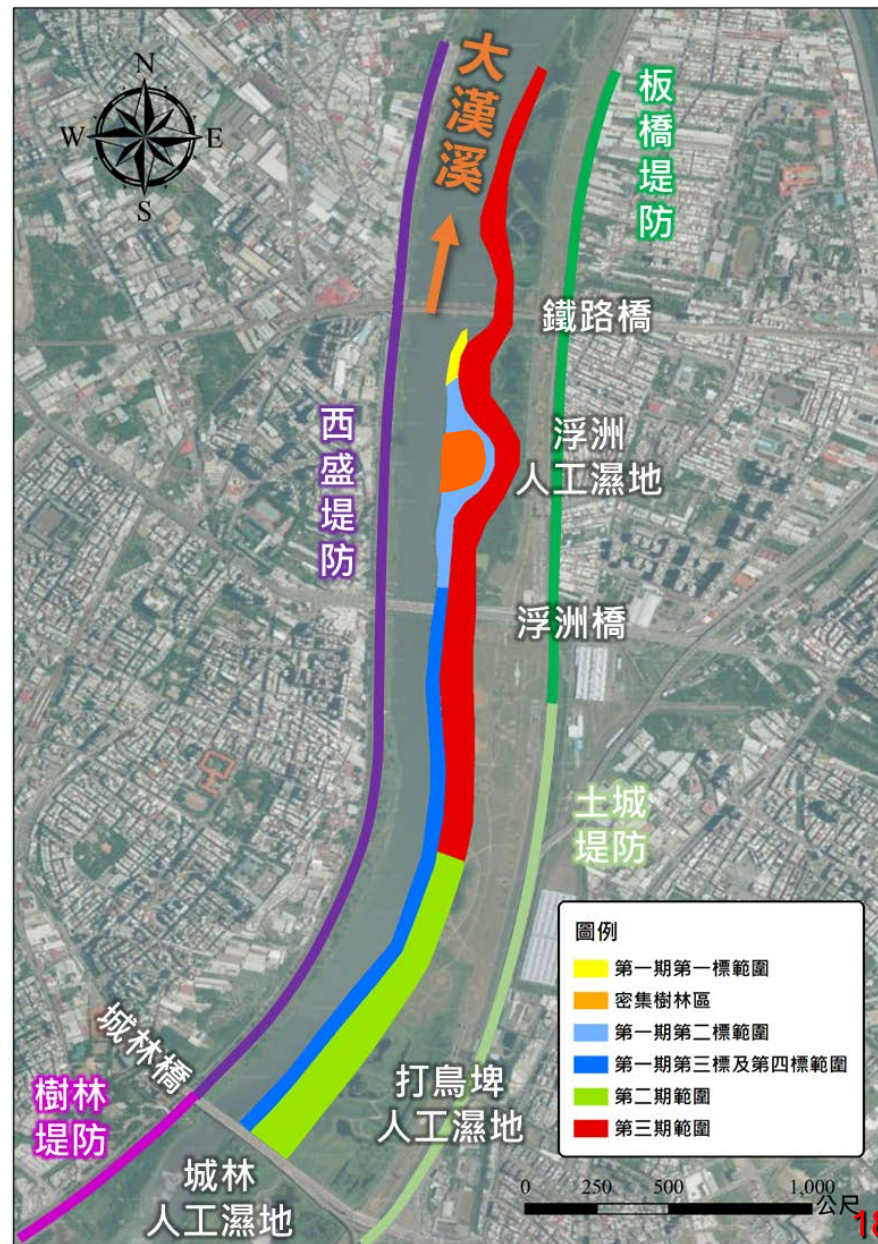 N
W
E
S
大漢溪
板橋堤防
鐵路橋
西盛堤防
浮洲
人工濕地
浮洲橋
土城
堤防
圖例
第一期第一標範圍
密集樹林區
第一期第二標範圍
第一期第三標及第四標範圍
第二期範圍
第三期範圍
城林橋
樹林
堤防
打鳥埤
人工濕地
城林
人工濕地
0 250 500 1,000
公尺
18